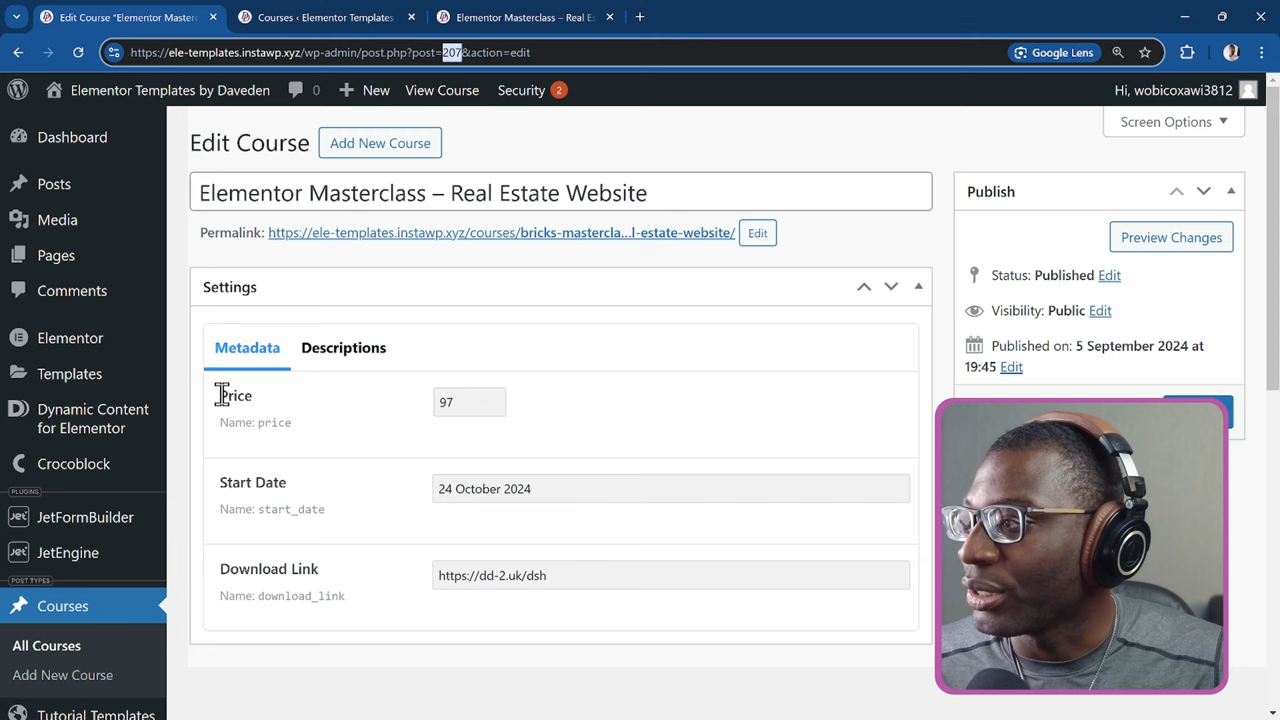 Edit Course "Elementor Masterc
Courses ‹ Elementor Templates
Elementor Masterclass – Real Es
https://ele-templates.instawp.xyz/wp-admin/post.php?post=207&action=edit
Google Lens
Elementor Templates by Daveden
0
New
View Course
Security
2
Hi, wobicoxawi3812
Dashboard
Posts
Media
Pages
Comments
Elementor
Templates
Dynamic Content
for Elementor
Crocoblock
PLUGINS
Jet
JetFormBuilder
Jet
JetEngine
POST TYPES
Courses
All Courses
Add New Course
Tutorial Templates
Edit Course
Add New Course
Screen Options
Elementor Masterclass – Real Estate Website
Permalink: https://ele-templates.instawp.xyz/courses/bricks-mastercla...l-estate-website/
Edit
Settings
Metadata
Descriptions
Price
Name: price
97
Start Date
Name: start_date
24 October 2024
Download Link
Name: download_link
https://dd-2.uk/dsh
Publish
Preview Changes
Status: Published Edit
Visibility: Public Edit
Published on: 5 September 2024 at
19:45 Edit